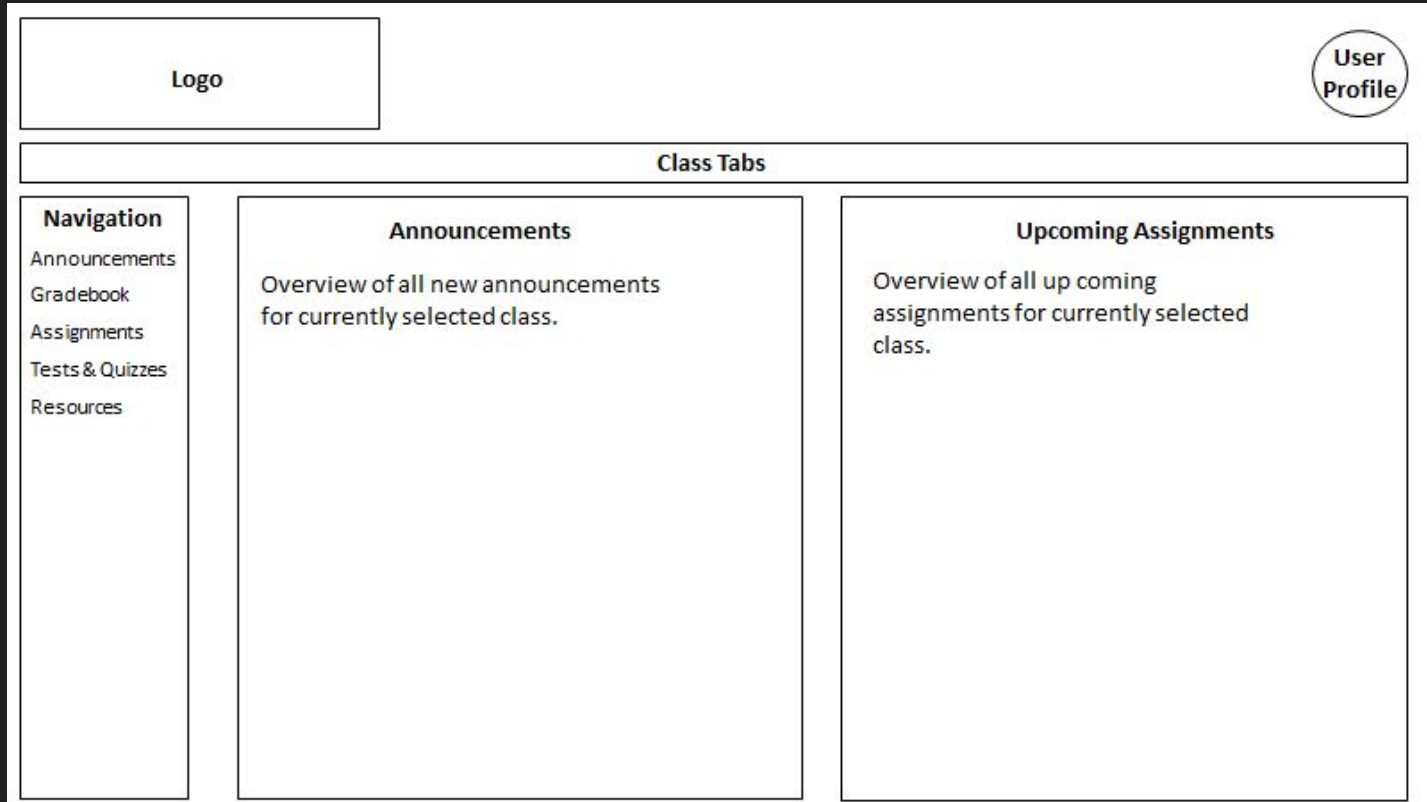 Logo
User
Profile
Class Tabs
Navigation
Announcements
Gradebook
Assignments
Tests & Quizzes
Resources
Announcements
Overview of all new announcements
for currently selected class.
Upcoming Assignments
Overview of all up coming
assignments for currently selected
class.